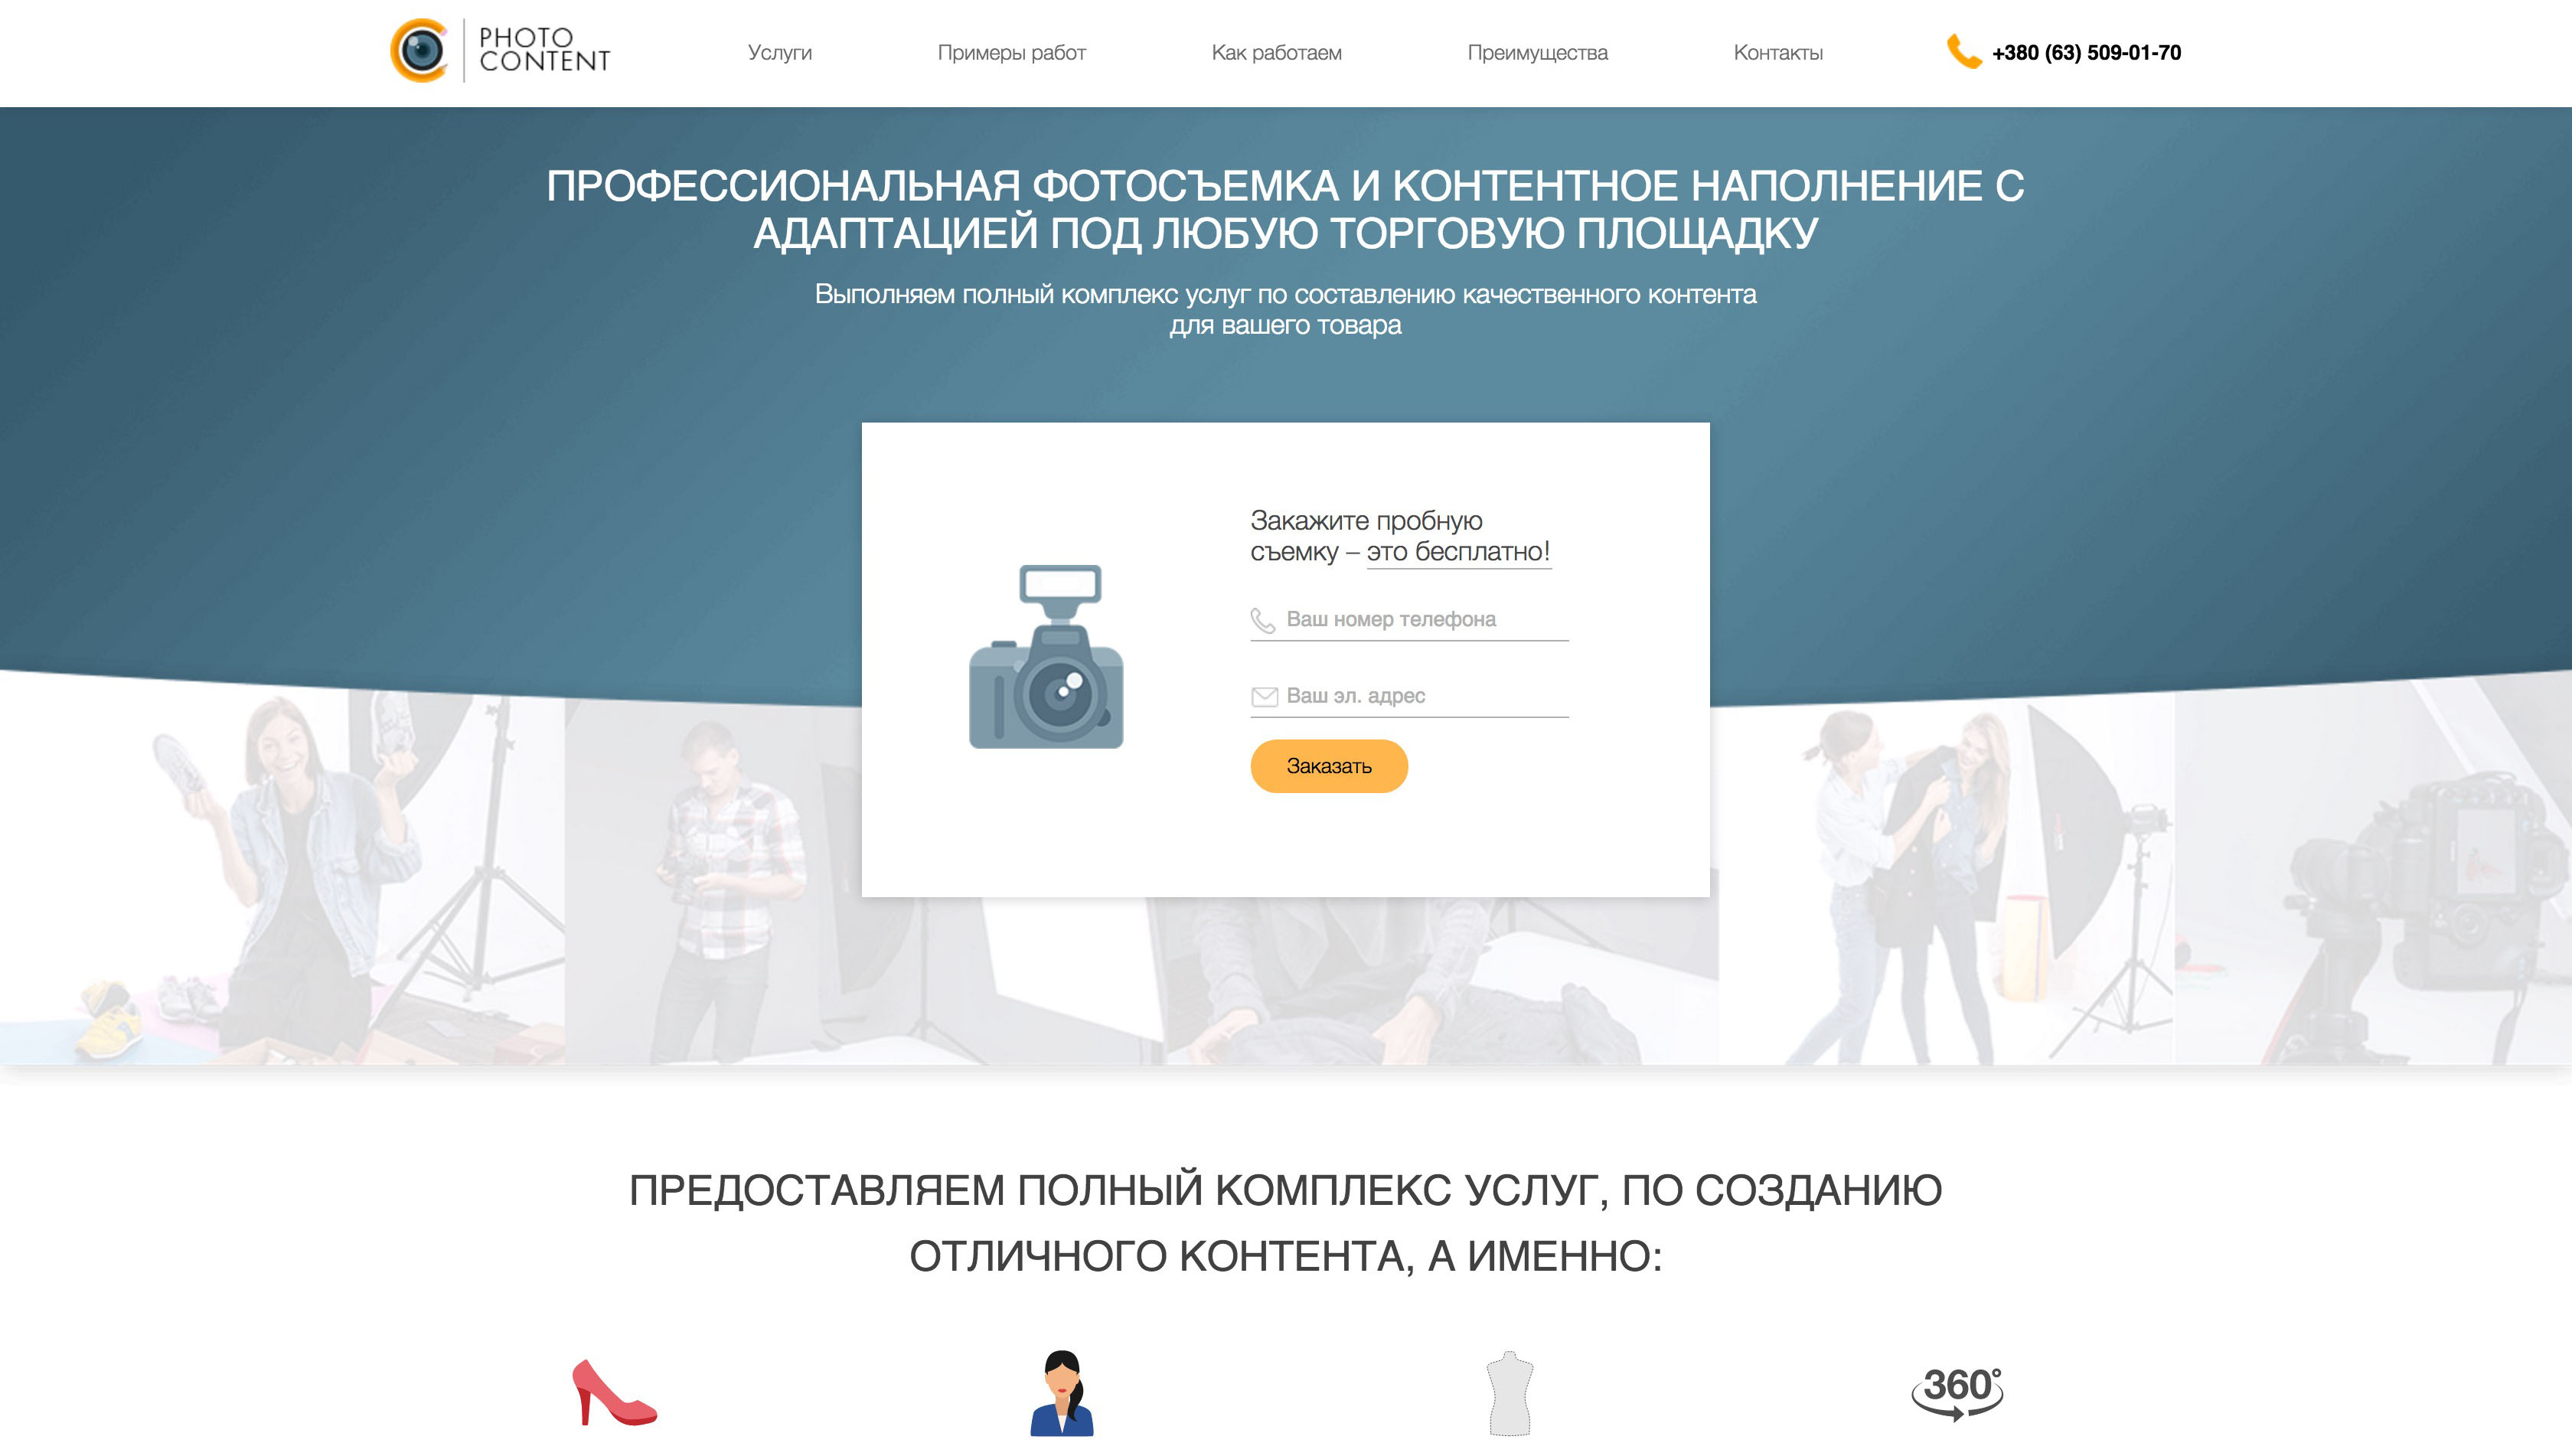 PHOTO
CONTENT
Услуги
Примеры работ
Как работаем
Преимущества
Контакты
+380 (63) 509-01-70
ПРОФЕССИОНАЛЬНАЯ ФОТОСЪЕМКА И КОНТЕНТНОЕ НАПОЛНЕНИЕ С
АДАПТАЦИЕЙ ПОД ЛЮБУЮ ТОРГОВУЮ ПЛОЩАДКУ
Выполняем полный комплекс услуг по составлению качественного контента
для вашего товара
Закажите пробную
съемку – это бесплатно!
Ваш номер телефона
Ваш эл. адрес
Заказать
ПРЕДОСТАВЛЯЕМ ПОЛНЫЙ КОМПЛЕКС УСЛУГ, ПО СОЗДАНИЮ
ОТЛИЧНОГО КОНТЕНТА, А ИМЕННО:
360°